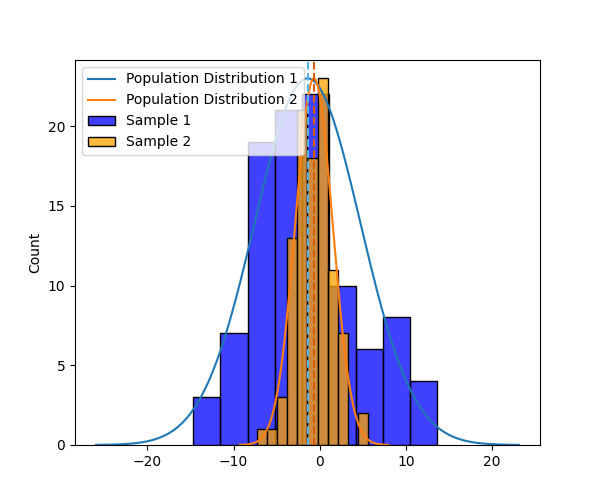 Population Distribution 1
Population Distribution 2
Sample 1
Sample 2
Count
20
15
10
5
0
−20
−10
0
10
20